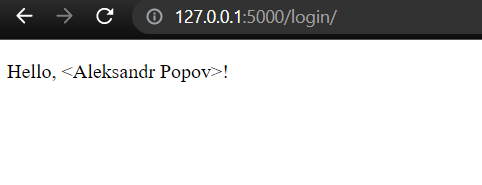 127.0.0.1:5000/login/
Hello, <Aleksandr Popov>!